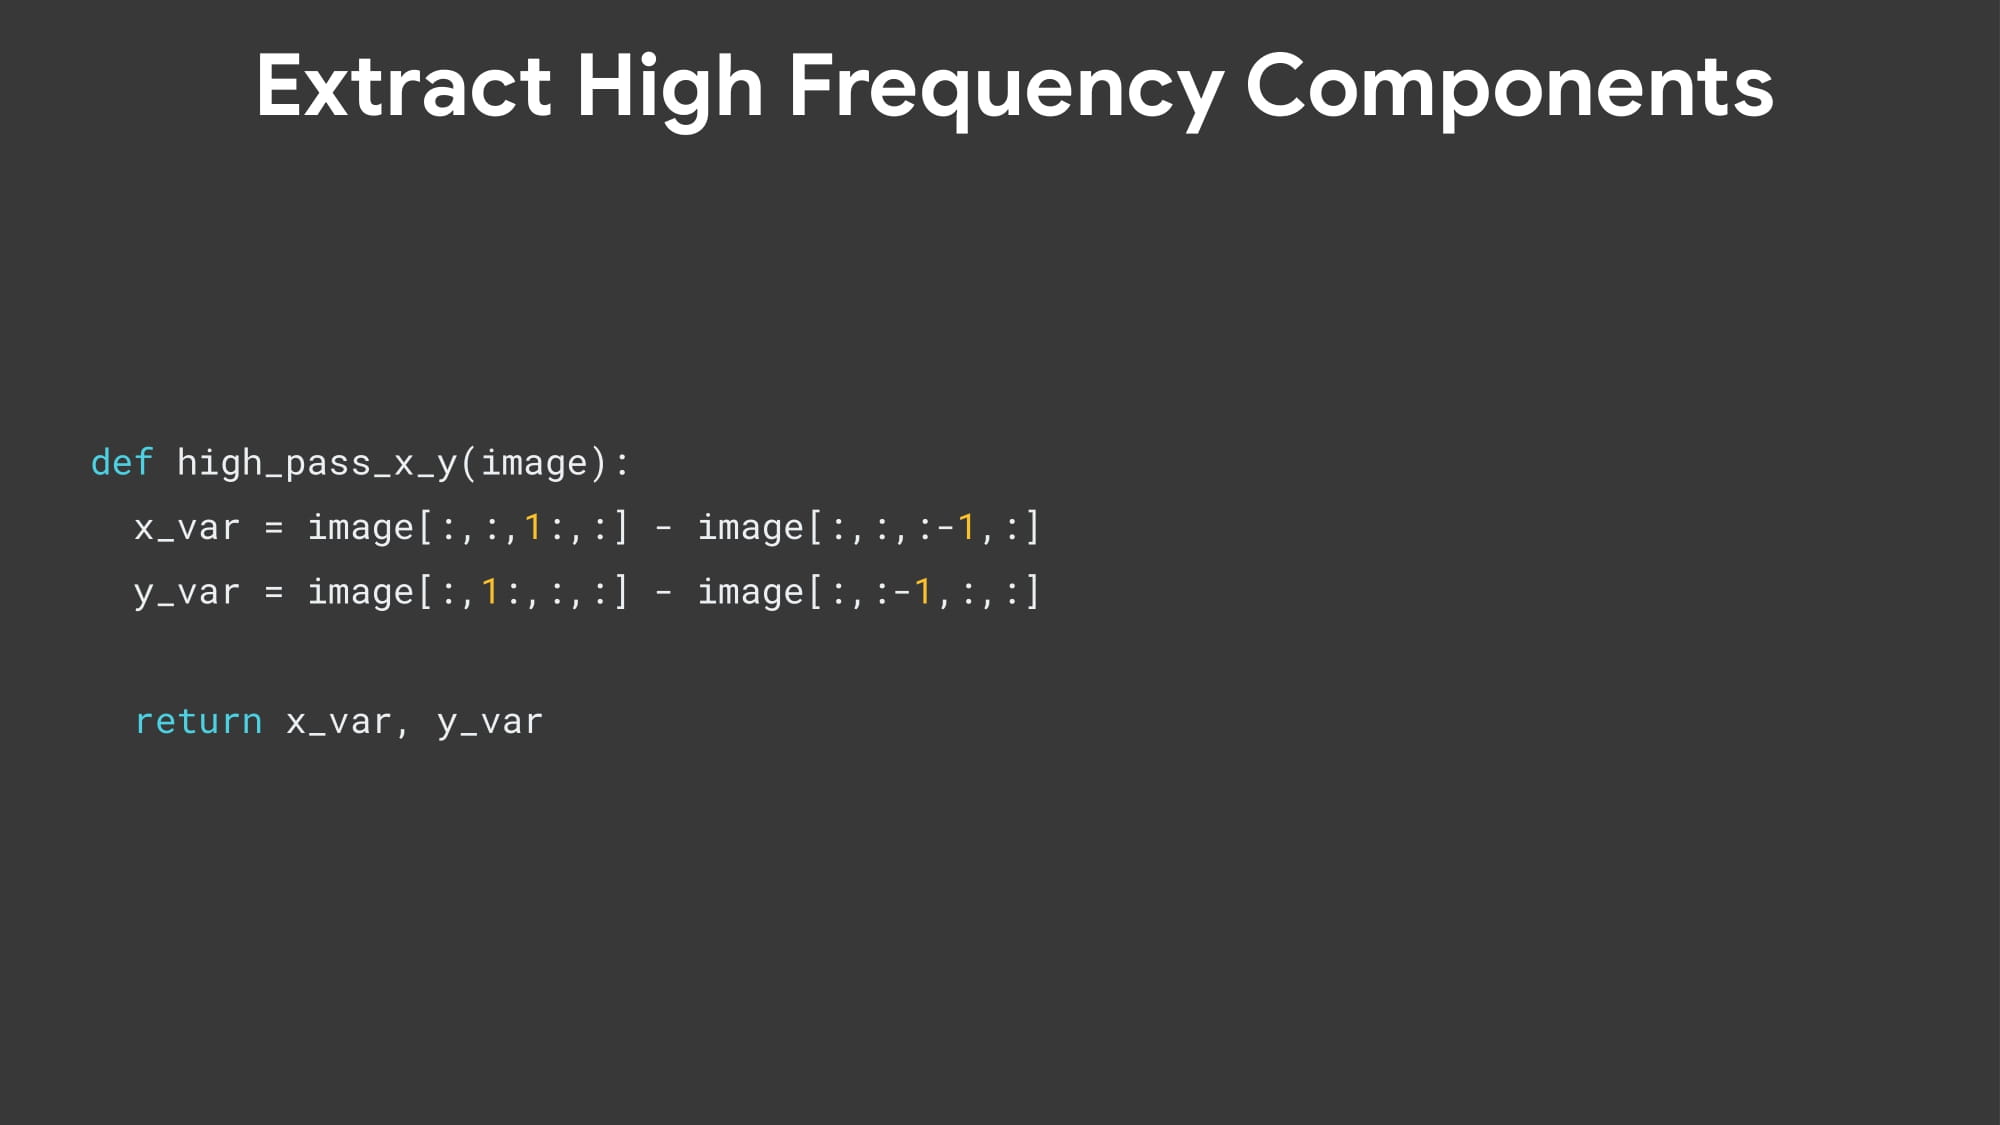 Extract High Frequency Components
def high_pass_x_y(image):
  x_var = image[:,:,1:,:] - image[:,:,:-1,:]
  y_var = image[:,1:,:,:] - image[:,:-1,:,:]
  return x_var, y_var